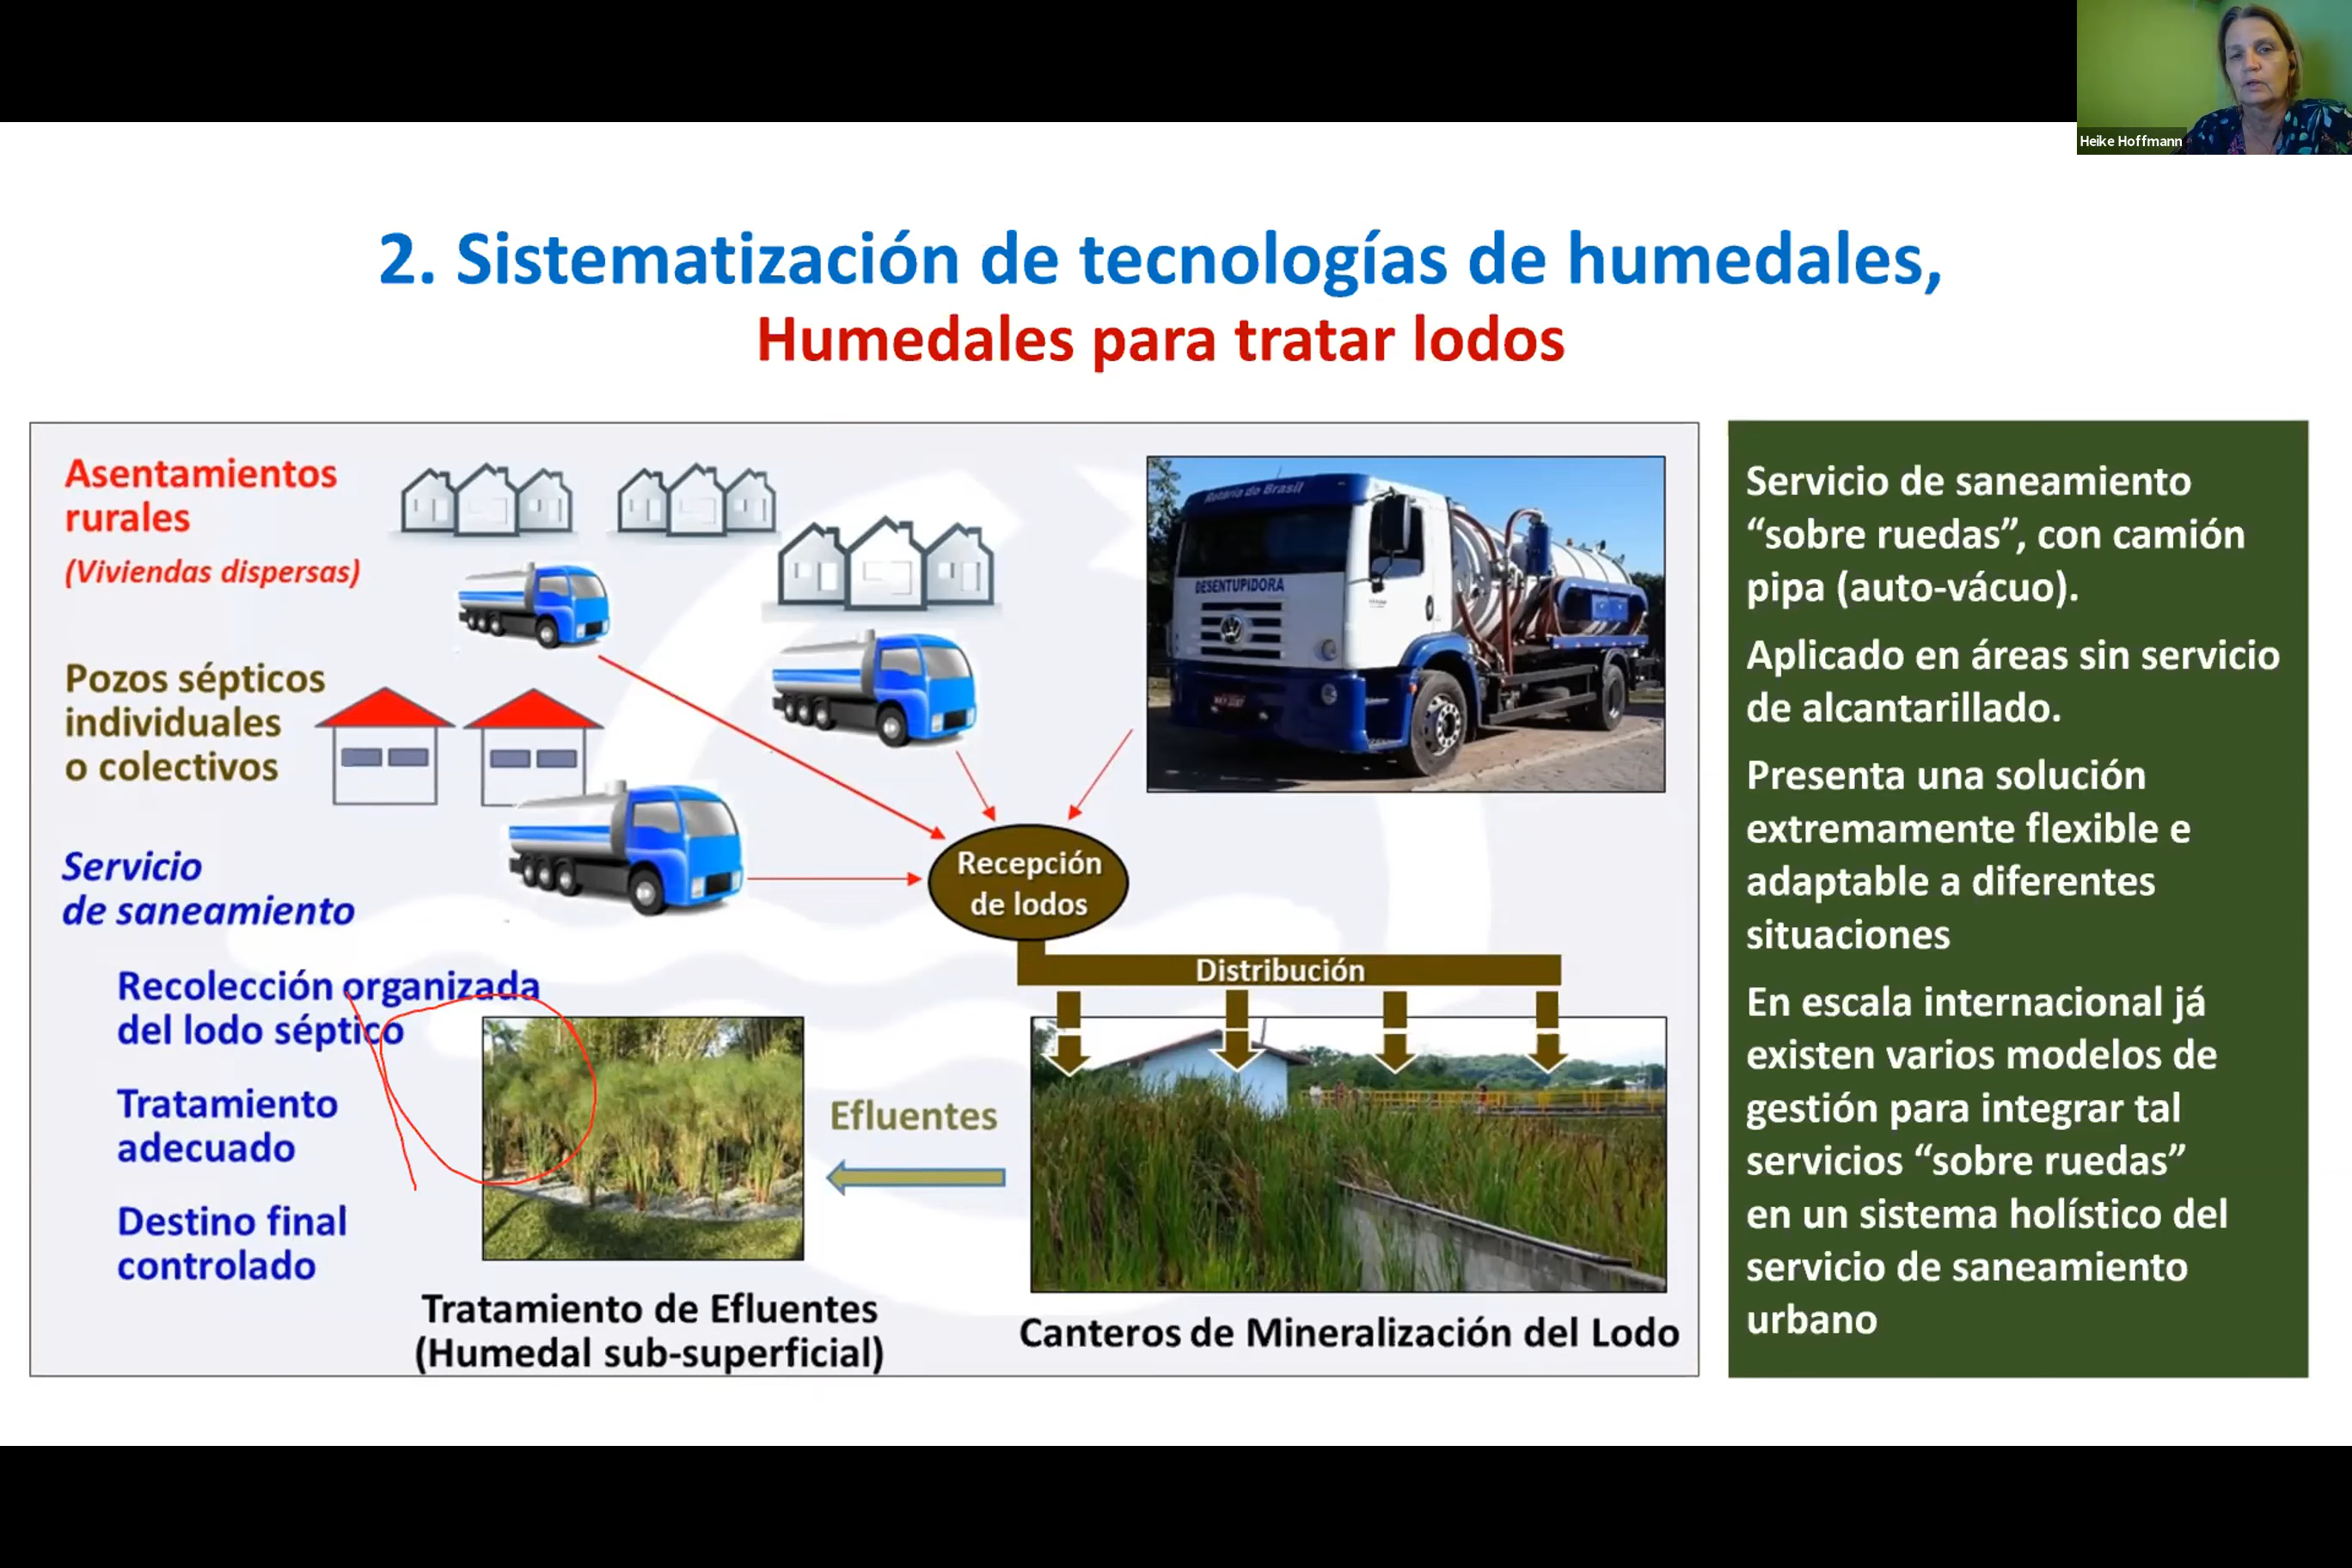 Heike Hoffmann
2. Sistematización de tecnologías de humedales,
Humedales para tratar lodos
Asentamientos
rurales
(Viviendas dispersas)
Pozos sépticos
individuales
o colectivos
Servicio
de saneamiento
Recolección organizada
del lodo séptico
Tratamiento
adecuado
Destino final
controlado
Rotária do Brasil
DESENTUPIDORA
Recepción
de lodos
Distribución
Efluentes
Tratamiento de Efluentes
(Humedal sub-superficial)
Canteros de Mineralización del Lodo
Servicio de saneamiento
“sobre ruedas”, con camión
pipa (auto-vácuo).
Aplicado en áreas sin servicio
de alcantarillado.
Presenta una solución
extremamente flexible e
adaptable a diferentes
situaciones
En escala internacional já
existen varios modelos de
gestión para integrar tal
servicios “sobre ruedas”
en un sistema holístico del
servicio de saneamiento
urbano